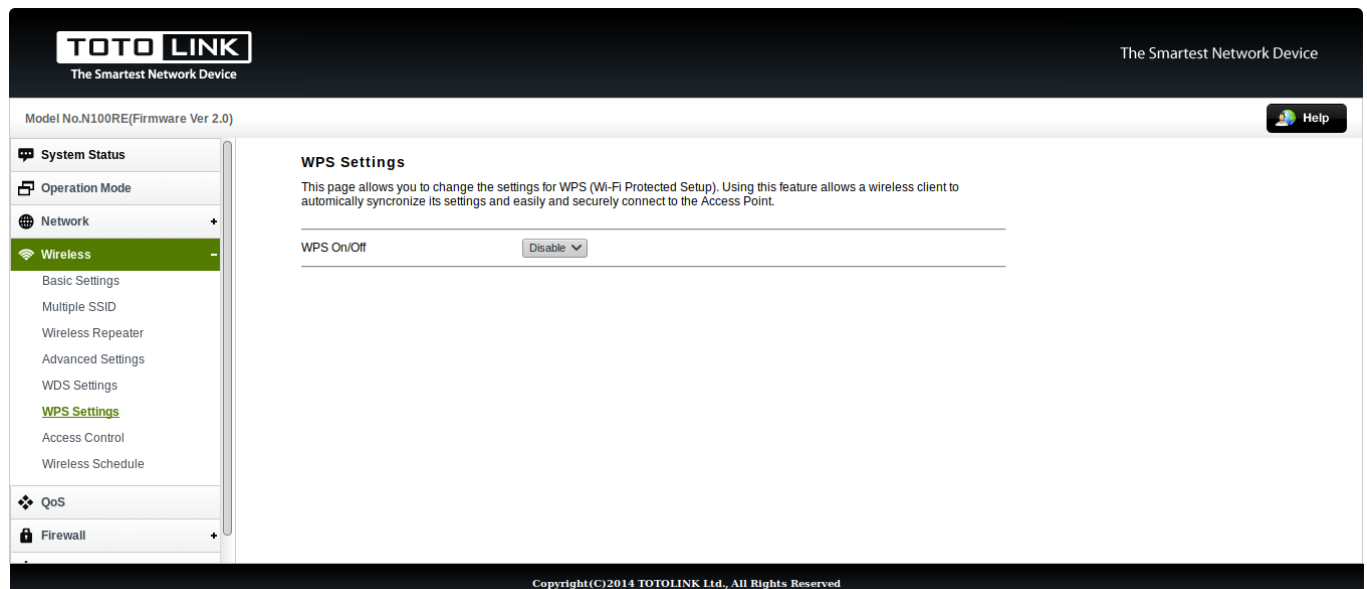 TOTO LINK
The Smartest Network Device
The Smartest Network Device
Model No.N100RE(Firmware Ver 2.0)
Help
System Status
Operation Mode
Network +
Wireless -
Basic Settings
Multiple SSID
Wireless Repeater
Advanced Settings
WDS Settings
WPS Settings
Access Control
Wireless Schedule
QoS
Firewall +
WPS Settings
This page allows you to change the settings for WPS (Wi-Fi Protected Setup). Using this feature allows a wireless client to
automically syncronize its settings and easily and securely connect to the Access Point.
WPS On/Off
Disable
Copyright(C)2014 TOTOLINK Ltd., All Rights Reserved